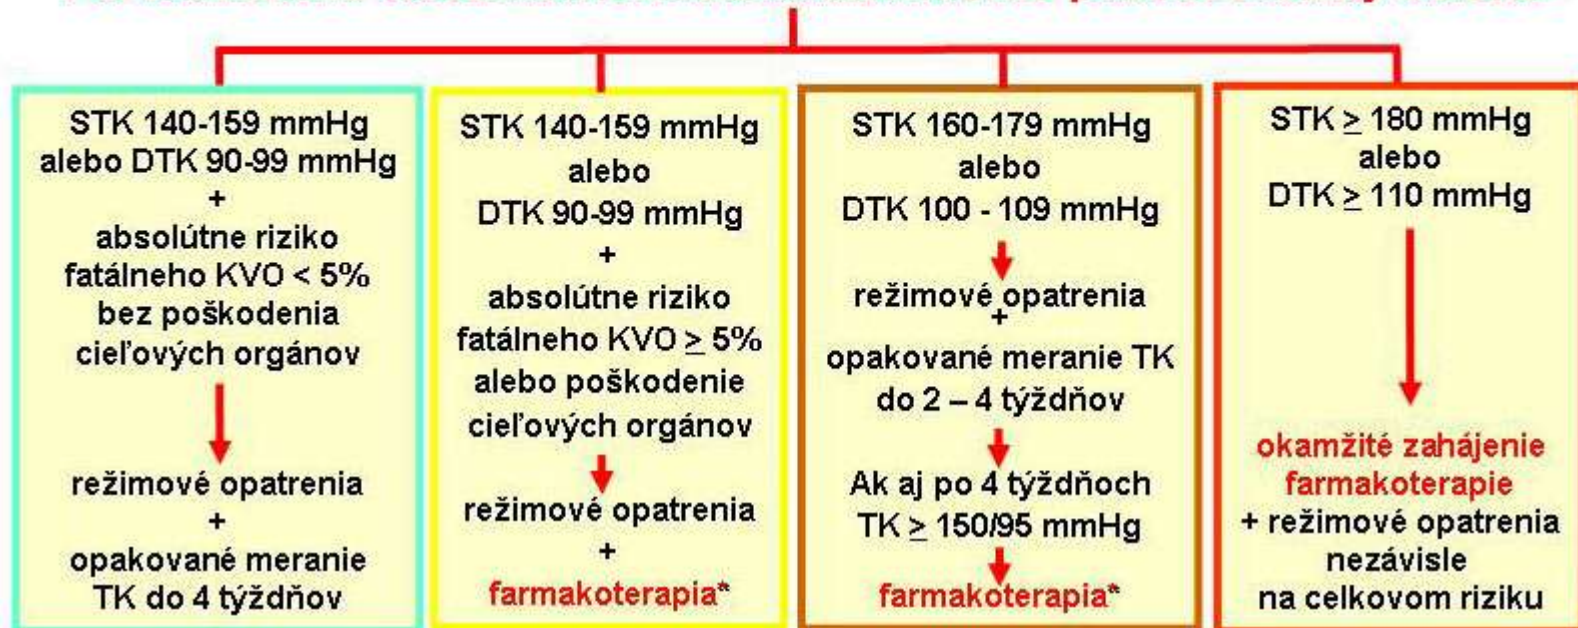 STK 140-159 mmHg
alebo DTK 90-99 mmHg
+
absolútne riziko
fatálneho KVO < 5%
bez poškodenia
cieľových orgánov
režimové opatrenia
+
opakované meranie
TK do 4 týždňov
STK 140-159 mmHg
alebo
DTK 90-99 mmHg
+
absolútne riziko
fatálneho KVO ≥ 5%
alebo poškodenie
cieľových orgánov
režimové opatrenia
+
farmakoterapia*
STK 160-179 mmHg
alebo
DTK 100 - 109 mmHg
režimové opatrenia
+
opakované meranie TK
do 2 – 4 týždňov
Ak aj po 4 týždňoch
TK ≥ 150/95 mmHg
farmakoterapia*
STK ≥ 180 mmHg
alebo
DTK ≥ 110 mmHg
okamžité zahájenie
farmakoterapie
+ režimové opatrenia
nezávisle
na celkovom riziku